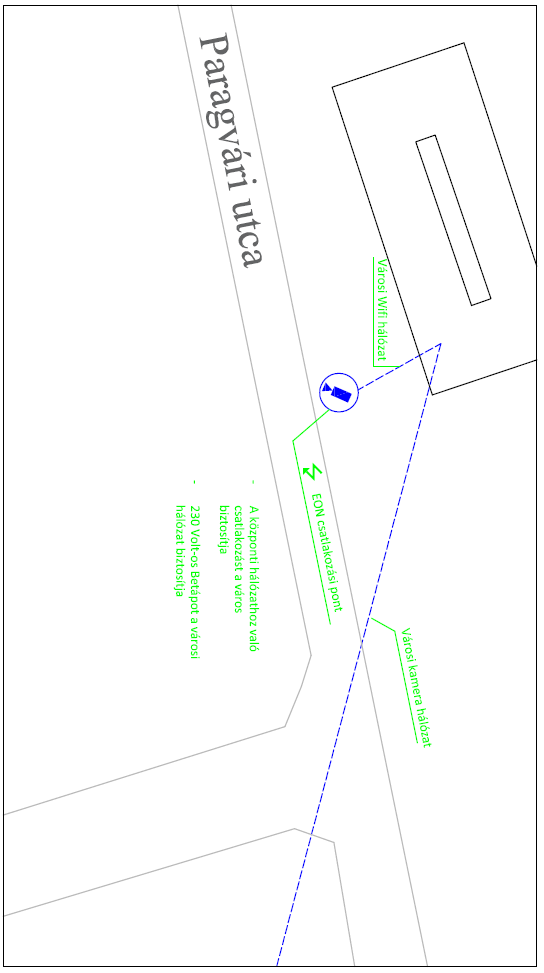 Paragvári utca
Városi Wifi hálózat
EON csatlakozási pont
Városi kamera hálózat
- A központi hálózathoz való
csatlakozást a város
biztosítja
- 230 Volt-os Betápot a városi
hálózat biztosítja